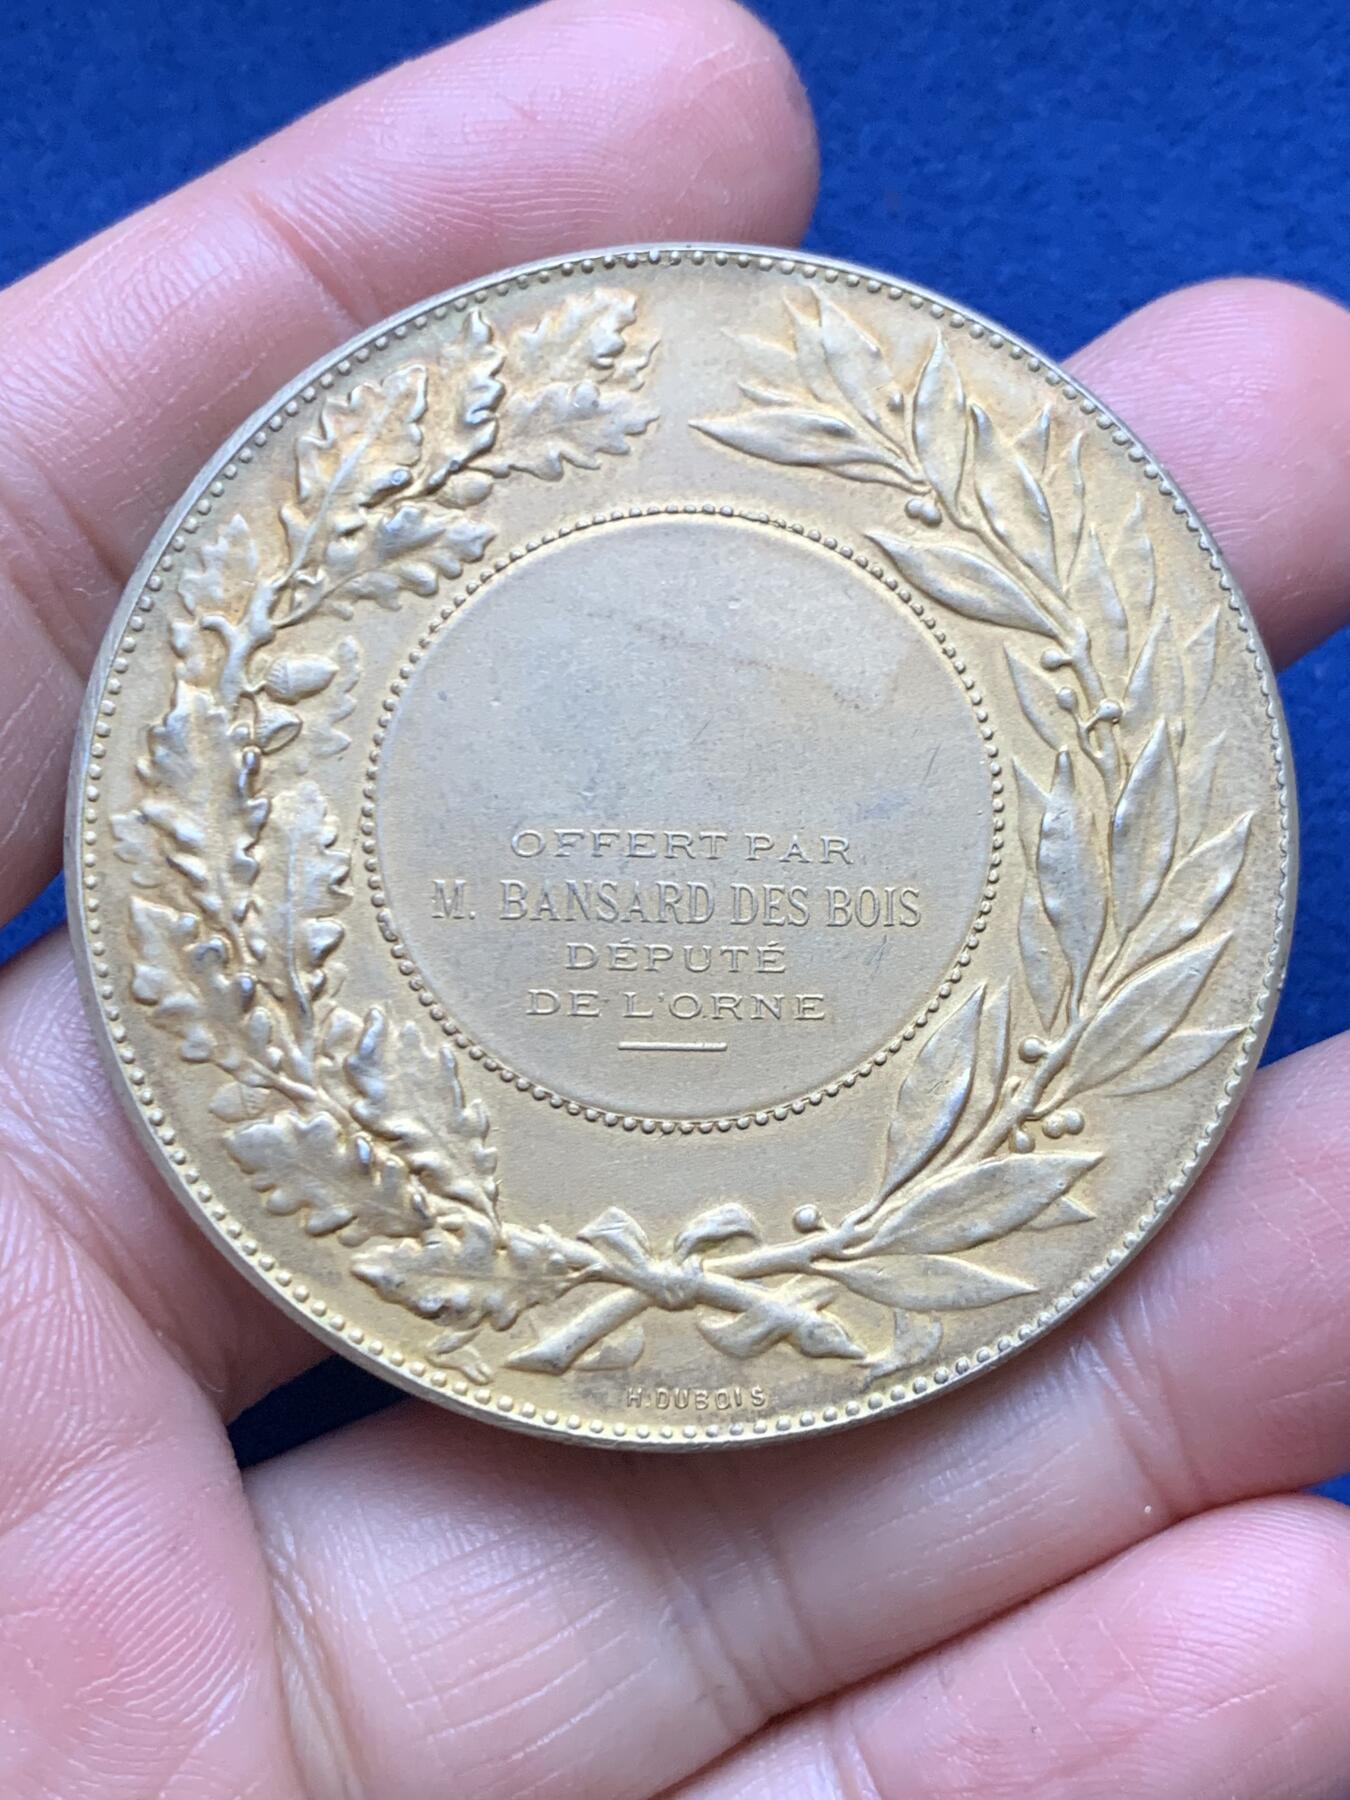 OFFERT PAR
M. BANSARD DES BOIS
DÉPUTÉ
DE L'ORNE
H. DUBOIS